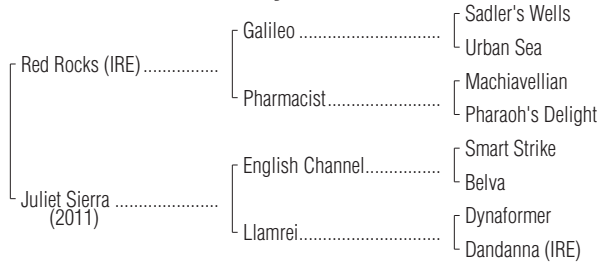 Sadler's Wells
Galileo ................................
Urban Sea
Red Rocks (IRE)................
Machiavellian
Pharmacist.........................
Pharaoh's Delight
Smart Strike
English Channel................
Belva
Juliet Sierra ......................
(2011)
Dynaformer
Llamrei................................
Dandanna (IRE)